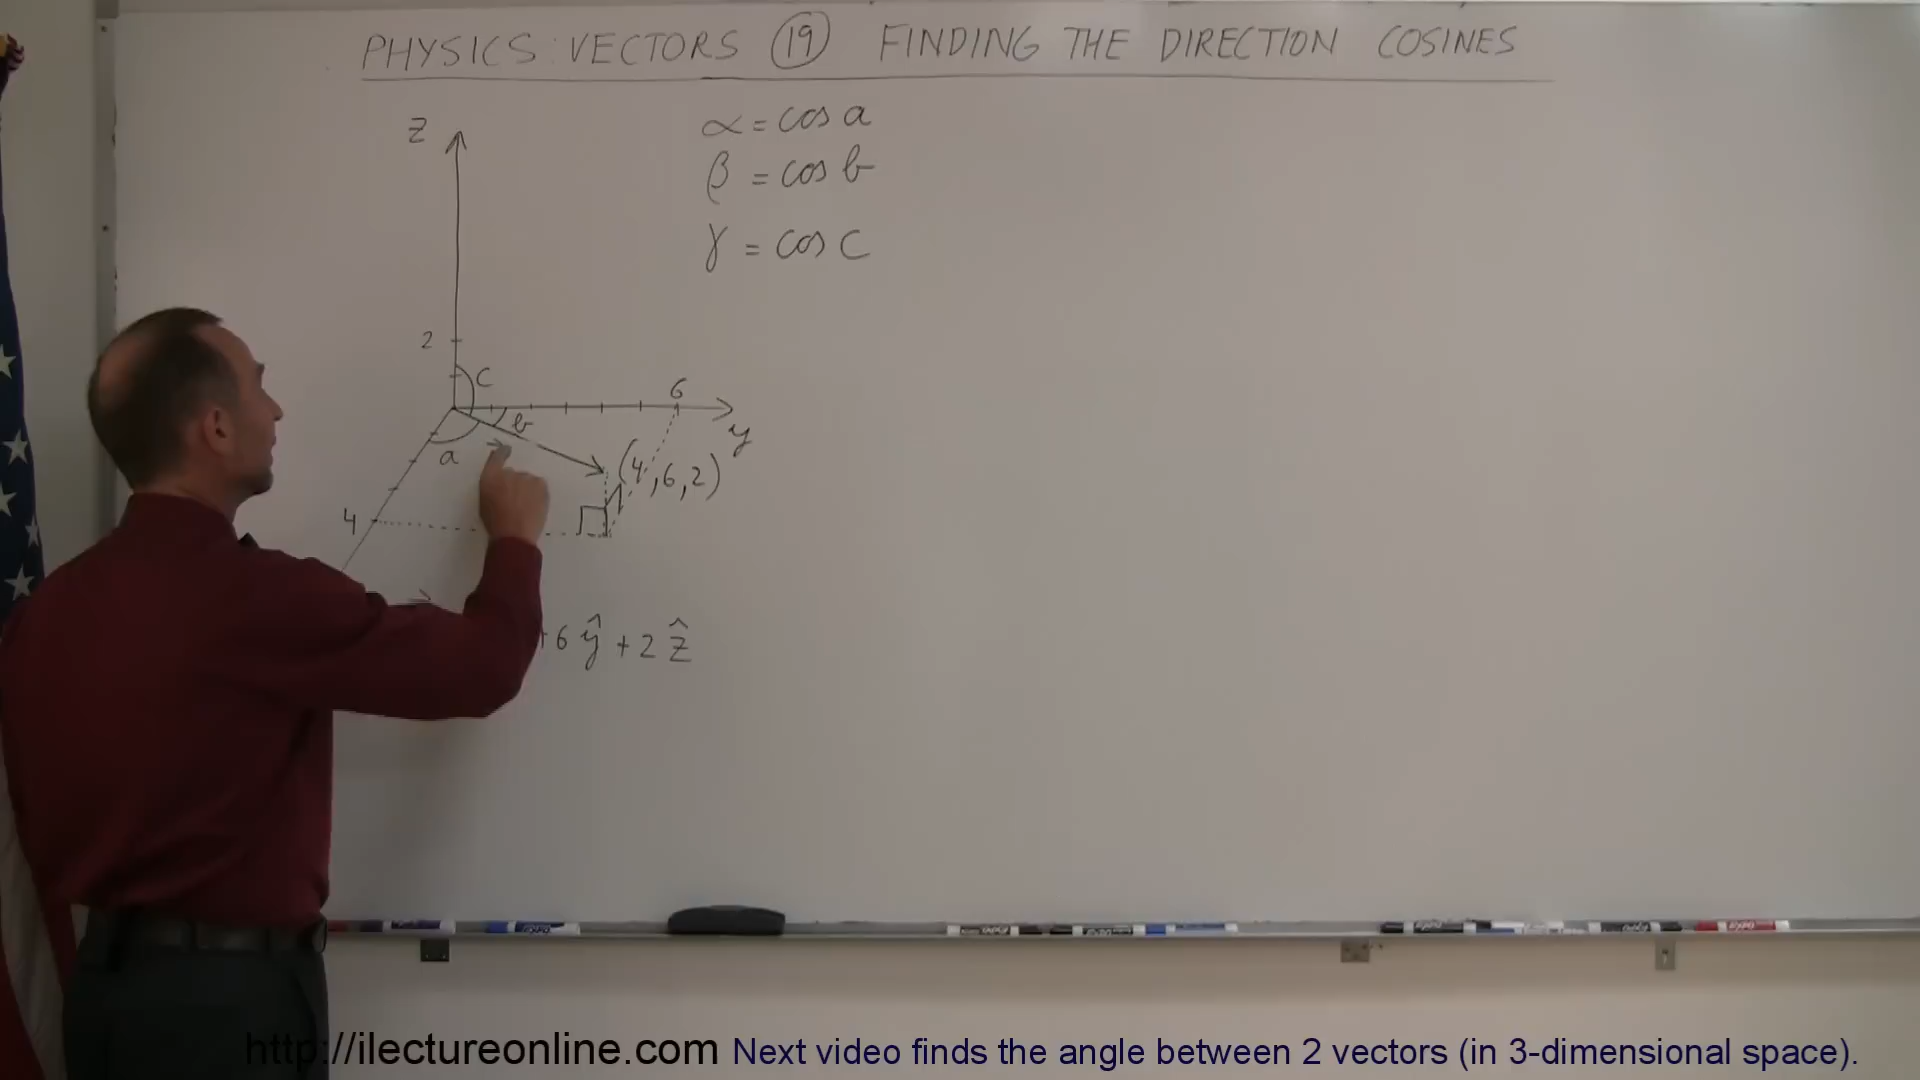 PHYSICS: VECTORS 19 FINDING THE DIRECTION COSINES
α = cos a
β = cos b
γ = cos c
z
2
c
6
b
y
a
(4,6,2)
4
+6 ŷ + 2 ẑ
http://ilectureonline.com Next video finds the angle between 2 vectors (in 3-dimensional space).